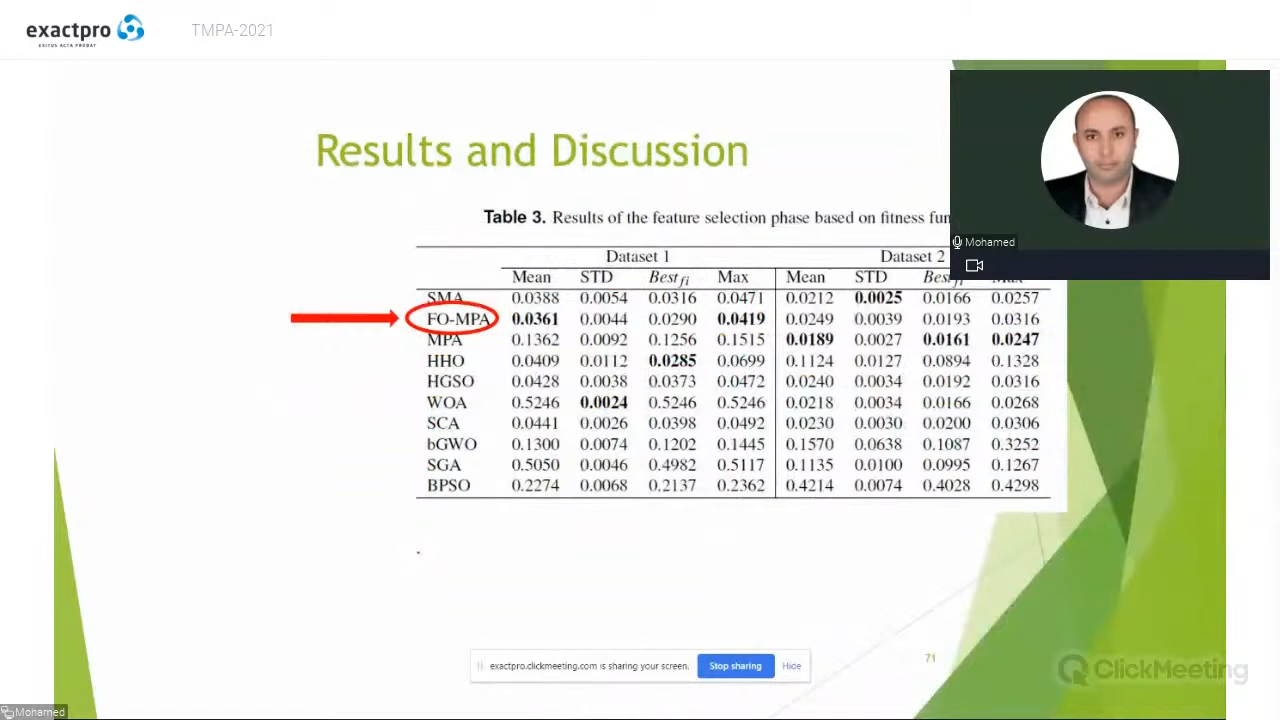 exactpro
EXITUS ACTA PROBAT
TMPA-2021
Results and Discussion
Table 3. Results of the feature selection phase based on fitness
Mohamed
Dataset 1 Dataset 2
Mean STD Best fi Max Mean STD
SMA 0.0388 0.0054 0.0316 0.0471 0.0212 0.0025 0.0166 0.0257
FO-MPA 0.0361 0.0044 0.0290 0.0419 0.0249 0.0039 0.0193 0.0316
MPA 0.1362 0.0092 0.1256 0.1515 0.0189 0.0027 0.0161 0.0247
HHO 0.0409 0.0112 0.0285 0.0699 0.1124 0.0127 0.0894 0.1328
HGSO 0.0428 0.0038 0.0373 0.0472 0.0240 0.0034 0.0192 0.0316
WOA 0.5246 0.0024 0.5246 0.5246 0.0218 0.0034 0.0166 0.0268
SCA 0.0441 0.0026 0.0398 0.0492 0.0230 0.0030 0.0200 0.0306
bGWO 0.1300 0.0074 0.1202 0.1445 0.1570 0.0638 0.1087 0.3252
SGA 0.5050 0.0046 0.4982 0.5117 0.1135 0.0100 0.0995 0.1267
BPSO 0.2274 0.0068 0.2137 0.2362 0.4214 0.0074 0.4028 0.4298
exactpro.clickmeeting.com is sharing your screen. Stop sharing Hide
71
ClickMeeting
Mohamed